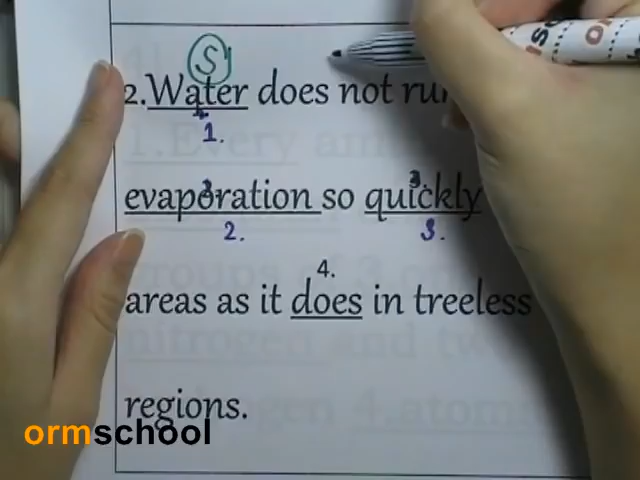 S
2.Water does not
1.
evaporation so quickly
2. 3.
4.
areas as it does in treeless
regions.
ormschool